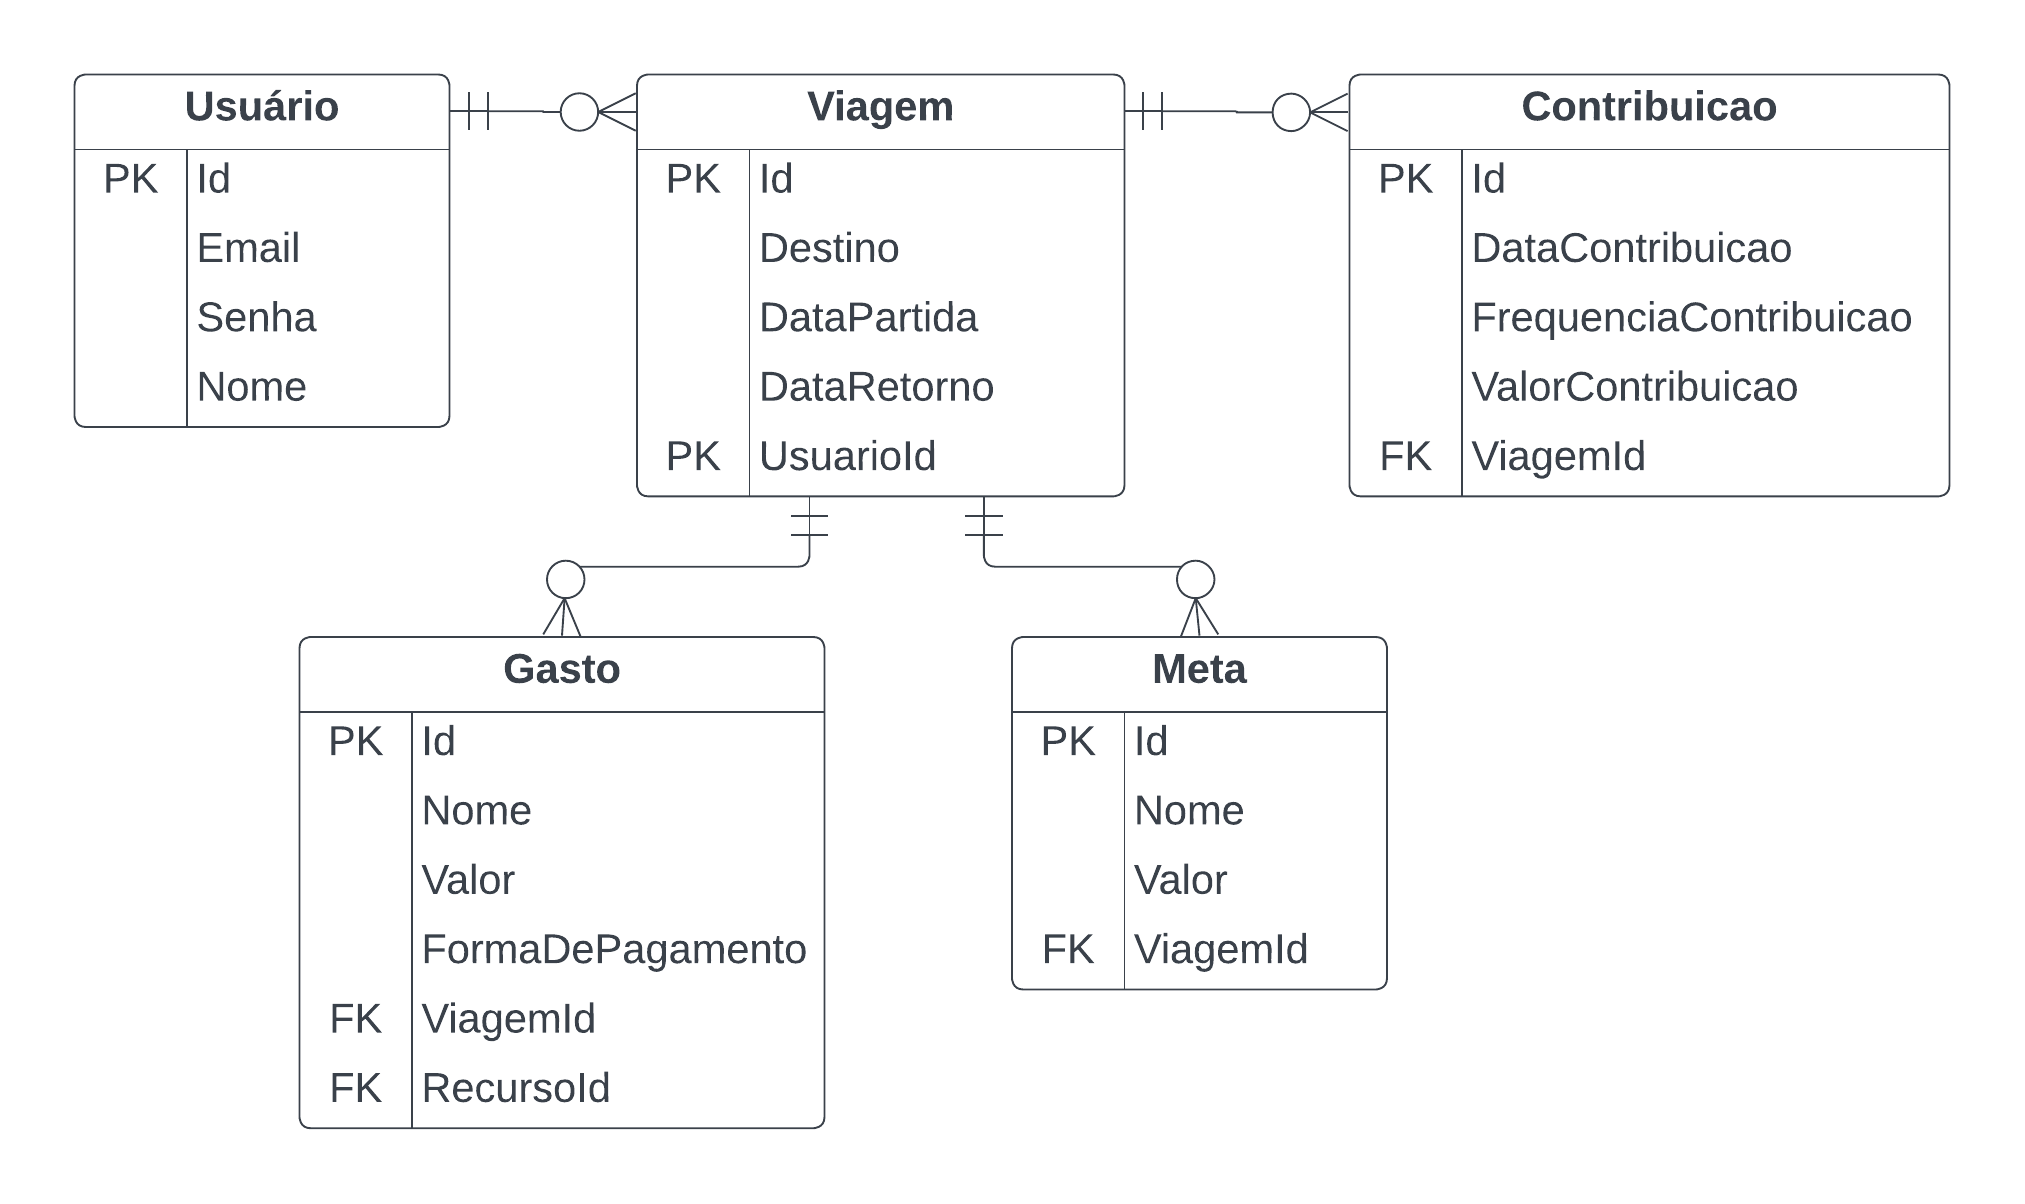 Usuário
PK Id
Email
Senha
Nome
Viagem
PK Id
Destino
DataPartida
DataRetorno
PK UsuarioId
Contribuicao
PK Id
DataContribuicao
FrequenciaContribuicao
ValorContribuicao
FK ViagemId
Gasto
PK Id
Nome
Valor
FormaDePagamento
FK ViagemId
FK RecursoId
Meta
PK Id
Nome
Valor
FK ViagemId